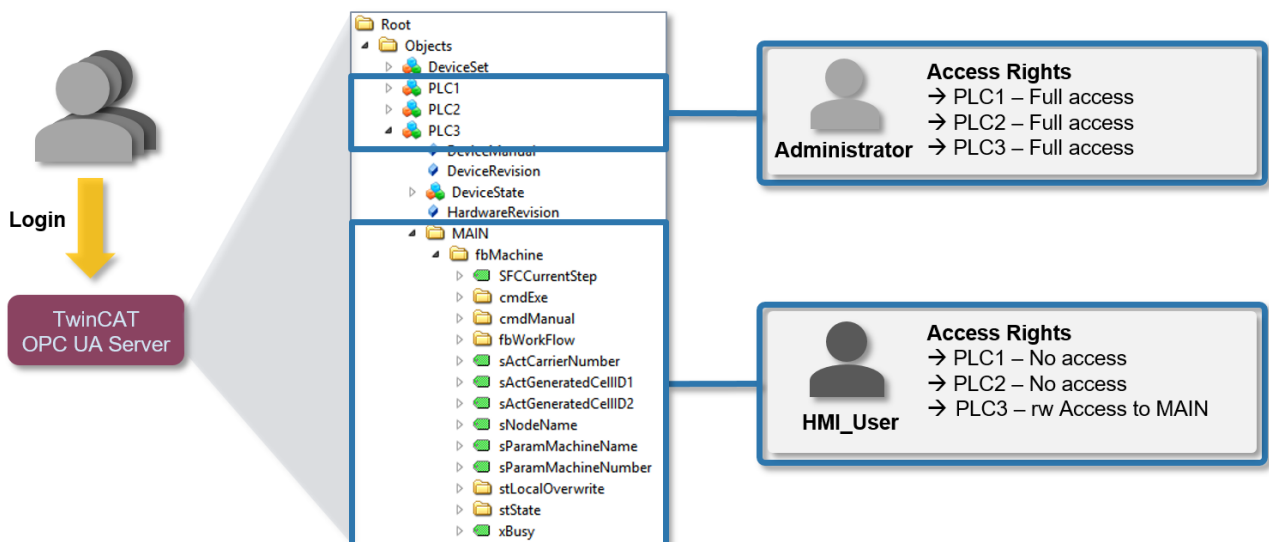 Login
TwinCAT
OPC UA Server
Root
Objects
DeviceSet
PLC1
PLC2
PLC3
DeviceManual
DeviceRevision
DeviceState
HardwareRevision
MAIN
fbMachine
SFCCurrentStep
cmdExe
cmdManual
fbWorkFlow
sActCarrierNumber
sActGeneratedCellID1
sActGeneratedCellID2
sNodeName
sParamMachineName
sParamMachineNumber
stLocalOverwrite
stState
xBusy
Administrator
Access Rights
→ PLC1 – Full access
→ PLC2 – Full access
→ PLC3 – Full access
HMI_User
Access Rights
→ PLC1 – No access
→ PLC2 – No access
→ PLC3 – rw Access to MAIN